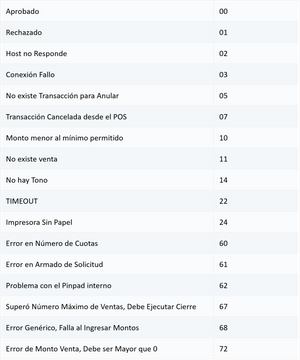 Aprobado 00
Rechazado 01
Host no Responde 02
Conexión Fallo 03
No existe Transacción para Anular 05
Transacción Cancelada desde el POS 07
Monto menor al mínimo permitido 10
No existe venta 11
No hay Tono 14
TIMEOUT 22
Impresora Sin Papel 24
Error en Número de Cuotas 60
Error en Armado de Solicitud 61
Problema con el Pinpad interno 62
Superó Número Máximo de Ventas, Debe Ejecutar Cierre 67
Error Genérico, Falla al Ingresar Montos 68
Error de Monto Venta, Debe ser Mayor que 0 72